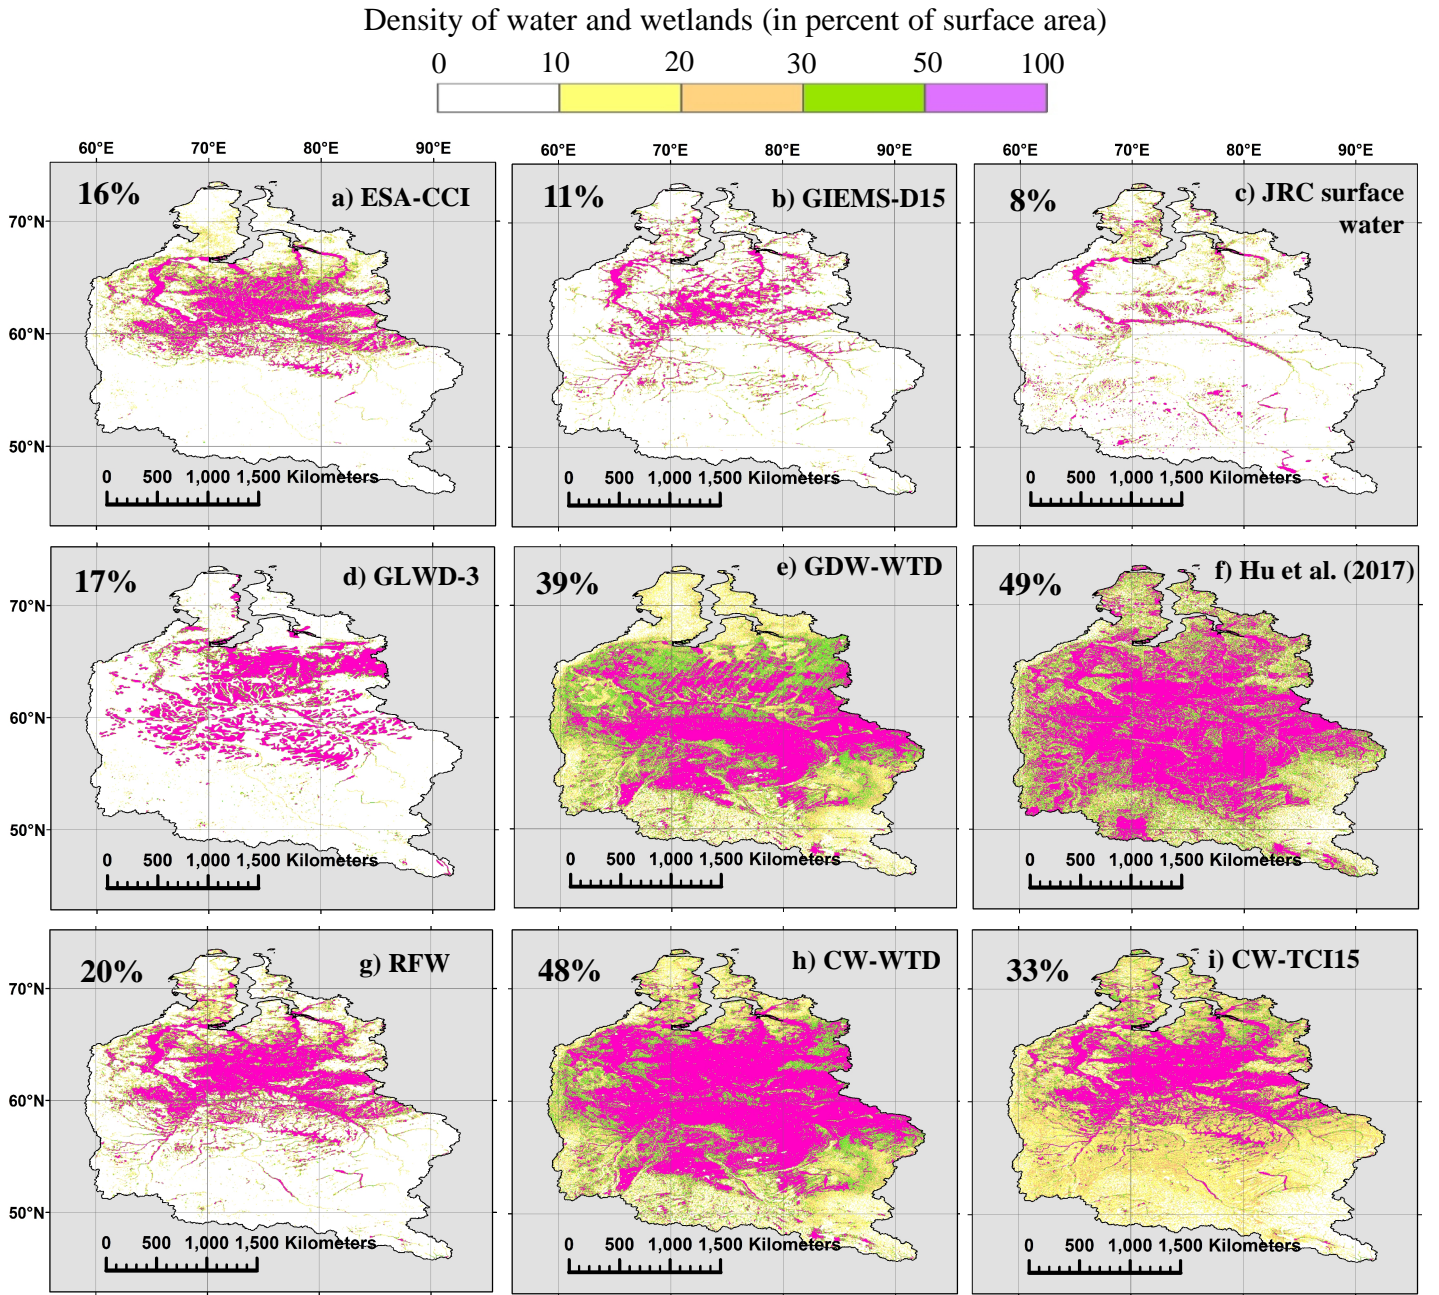 Density of water and wetlands (in percent of surface area)
0 10 20 30 50 100
60°E 70°E 80°E 90°E 60°E 70°E 80°E 90°E 60°E 70°E 80°E 90°E
16% a) ESA-CCI
11% b) GIEMS-D15
8% c) JRC surface
water
70°N
60°N
50°N
0 500 1,000 1,500 Kilometers
0 500 1,000 1,500 Kilometers
0 500 1,000 1,500 Kilometers
17% d) GLWD-3
39% e) GDW-WTD
49% f) Hu et al. (2017)
70°N
60°N
50°N
0 500 1,000 1,500 Kilometers
0 500 1,000 1,500 Kilometers
0 500 1,000 1,500 Kilometers
20% g) RFW
48% h) CW-WTD
33% i) CW-TCI15
70°N
60°N
50°N
0 500 1,000 1,500 Kilometers
0 500 1,000 1,500 Kilometers
0 500 1,000 1,500 Kilometers